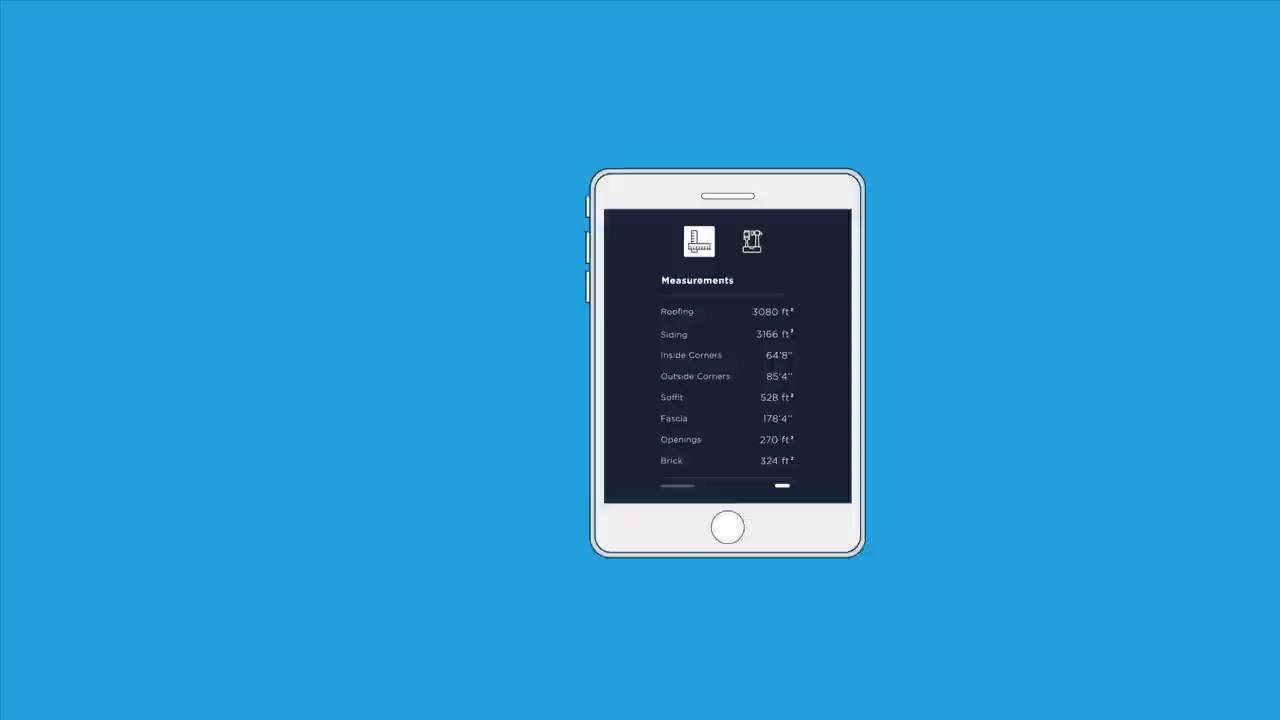 Measurements
Roofing 3080 ft²
Siding 3166 ft²
Inside Corners 64'8''
Outside Corners 85'4''
Soffit 528 ft²
Fascia 178'4''
Openings 270 ft²
Brick 324 ft²